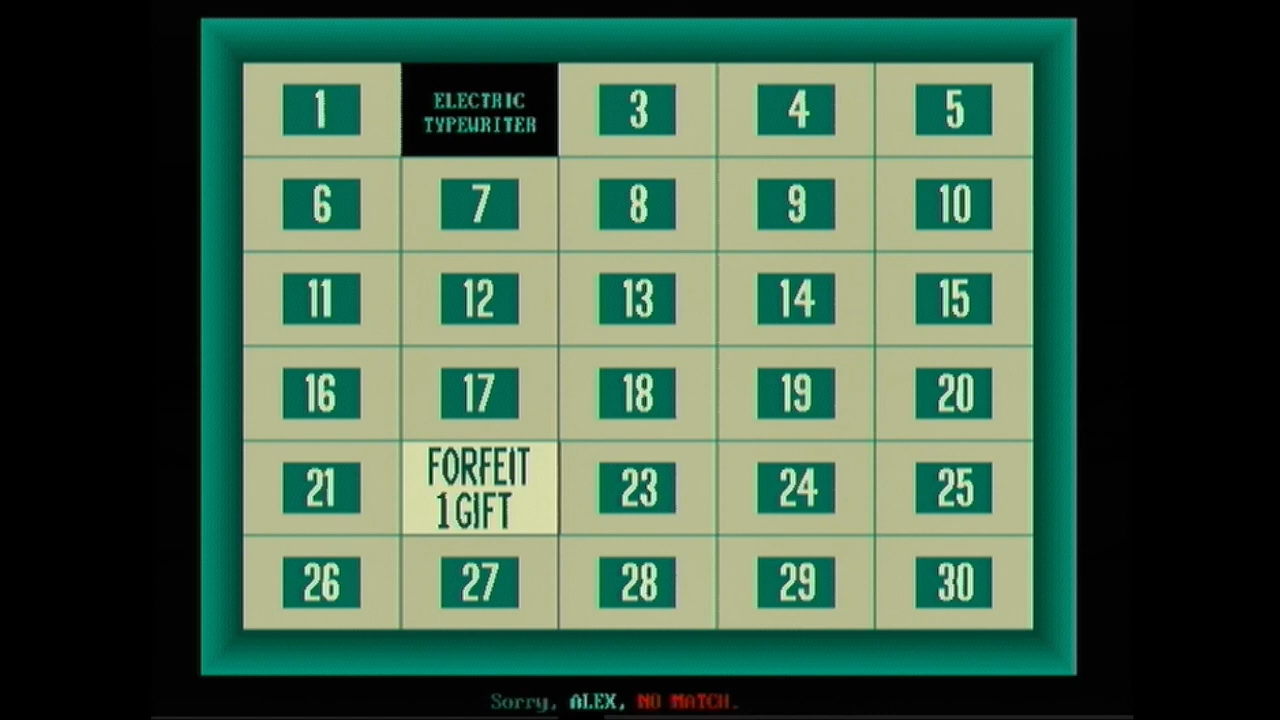 1 ELECTRIC 3 4 5
TYPEWRITER
6 7 8 9 10
11 12 13 14 15
16 17 18 19 20
21 FORFEIT 23 24 25
1 GIFT
26 27 28 29 30
Sorry, ALEX, NO MATCH.